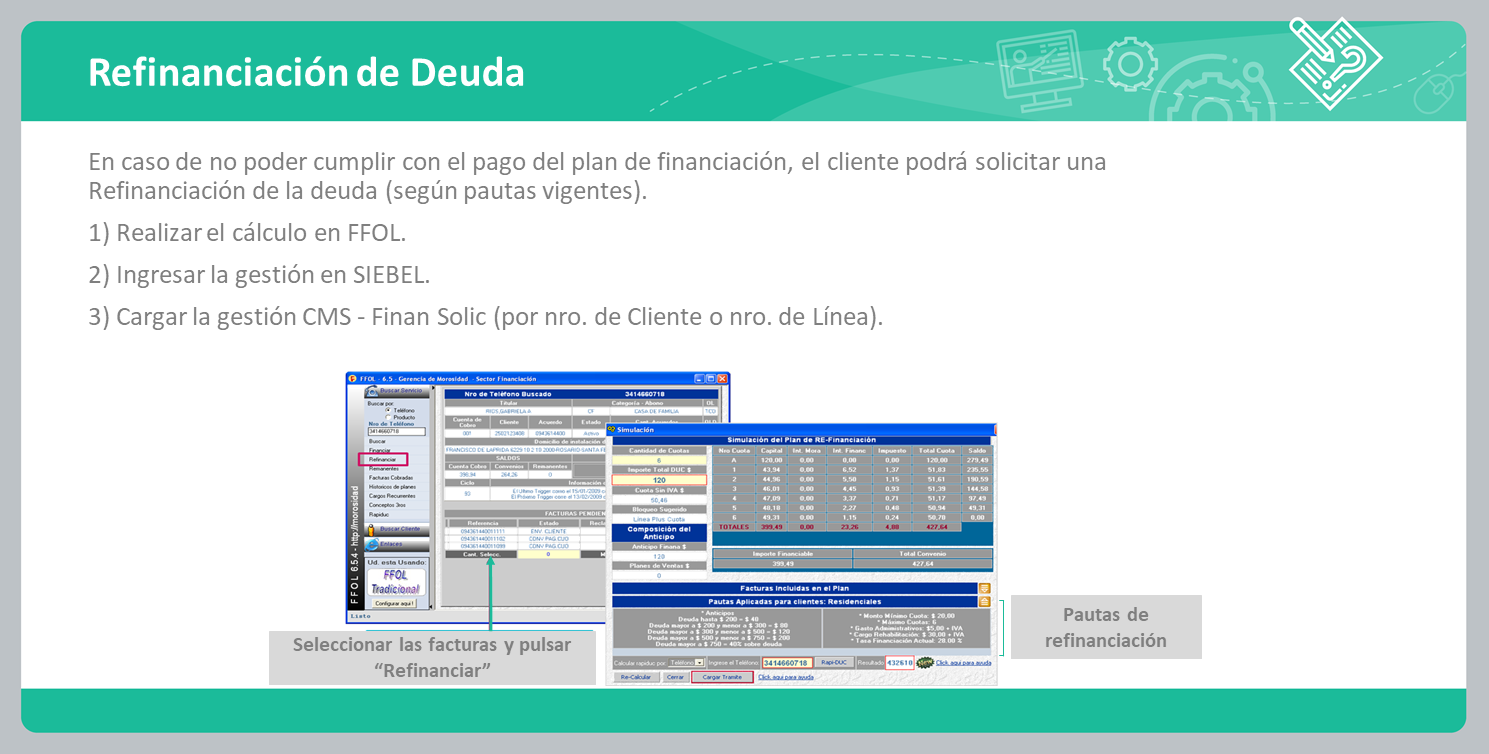 Refinanciación de Deuda
En caso de no poder cumplir con el pago del plan de financiación, el cliente podrá solicitar una
Refinanciación de la deuda (según pautas vigentes).
1) Realizar el cálculo en FFOL.
2) Ingresar la gestión en SIEBEL.
3) Cargar la gestión CMS - Finan Solic (por nro. de Cliente o nro. de Línea).
FFOL - 6.5 - Gerencia de Morosidad - Sector Financiación
Buscar Servicio
Buscar por:
Teléfono
Producto
Nro de Teléfono
3414660718
Buscar
Financiar
Refinanciar
Remanentes
Facturas Cobradas
Historicos de planes
Cargos Recurrentes
Conceptos 3ros
Rapiduc
Buscar Cliente
Enlaces
Ud. esta Usando:
FFOL
Tradicional
Configurar aqui!
FFOL 6.5.4 - http://morosidad
Listo
Nro de Teléfono Buscado 3414660718
Titular Categoría - Abono OL
RIOS,GABRIELA A CF CASA DE FAMILIA TCU
Cuenta de Cobro Cliente Acuerdo Estado
001 2502123408 0943614400 Activo
Domicilio de instalación
SALDOS
Cuenta Cobro Convenios Remanentes
398,84 264,26 0
Ciclo Información
80 El Ultimo Trigger corrio el 15/01/2009
El Próximo Trigger corre el 13/02/2009
FACTURAS PENDIEN
Referencia Estado
094361440011111 ENV CLIENTE
094361440011102 CONV PAG CUO
094361440011099 CONV PAG CUO
Cant. Selecc. 0
Simulación
Simulación del Plan de RE-Financiación
Cantidad de Cuotas
6
Importe Total DUC $
120
Cuota Sin IVA $
50,48
Bloqueo Sugerido
Linea Plus Cuota
Composición del
Anticipo
Anticipo Finana $
120
Planes de Ventas $
0
Nro Cuota Capital Int. Mora Int. Financ Impuesto Total Cuota Saldo
A 120,00 0,00 0,00 0,00 120,00 279,49
1 43,94 0,00 6,52 1,37 51,83 235,55
2 44,96 0,00 5,50 1,15 51,61 190,59
3 46,01 0,00 4,45 0,93 51,39 144,58
4 47,09 0,00 3,37 0,71 51,17 97,49
5 48,18 0,00 2,27 0,48 50,94 49,31
6 49,31 0,00 1,15 0,24 50,70 0,00
TOTALES 399,49 0,00 23,26 4,88 427,64
Importe Financiable Total Convenio
399,49 427,64
Facturas Incluidas en el Plan
Pautas Aplicadas para clientes: Residenciales
* Anticipos
Deuda hasta $ 200 = $ 40
Deuda mayor a $ 200 y menor a $ 300 = $ 80
Deuda mayor a $ 300 y menor a $ 500 = $ 120
Deuda mayor a $ 500 y menor a $ 750 = $ 200
Deuda mayor a $ 750 = 40% sobre deuda
* Monto Mínimo Cuota: $ 20,00
* Máximo Cuotas: 6
* Gasto Administrativos: $5,00 + IVA
* Cargo Rehabilitación: $ 30,00 + IVA
* Tasa Financiación Actual: 28.00 %
Calcular rapiduc por: Teléfono Ingrese el Teléfono: 3414660718 Rapi-DUC Resultado: 432610 Click aqui para ayuda
Re-Calcular Cerrar Cargar Tramite Click aqui para ayuda
Seleccionar las facturas y pulsar
“Refinanciar”
Pautas de
refinanciación